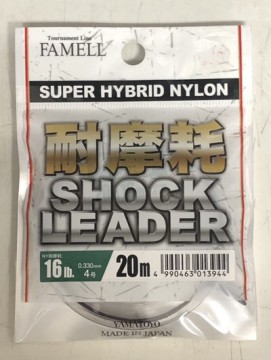 Tournament Line
FAMELL
SUPER HYBRID NYLON
耐摩耗
SHOCK
LEADER
16lb.
0.330mm
4号
20m
4 990463 013944
YAMATOYO
MADE IN JAPAN